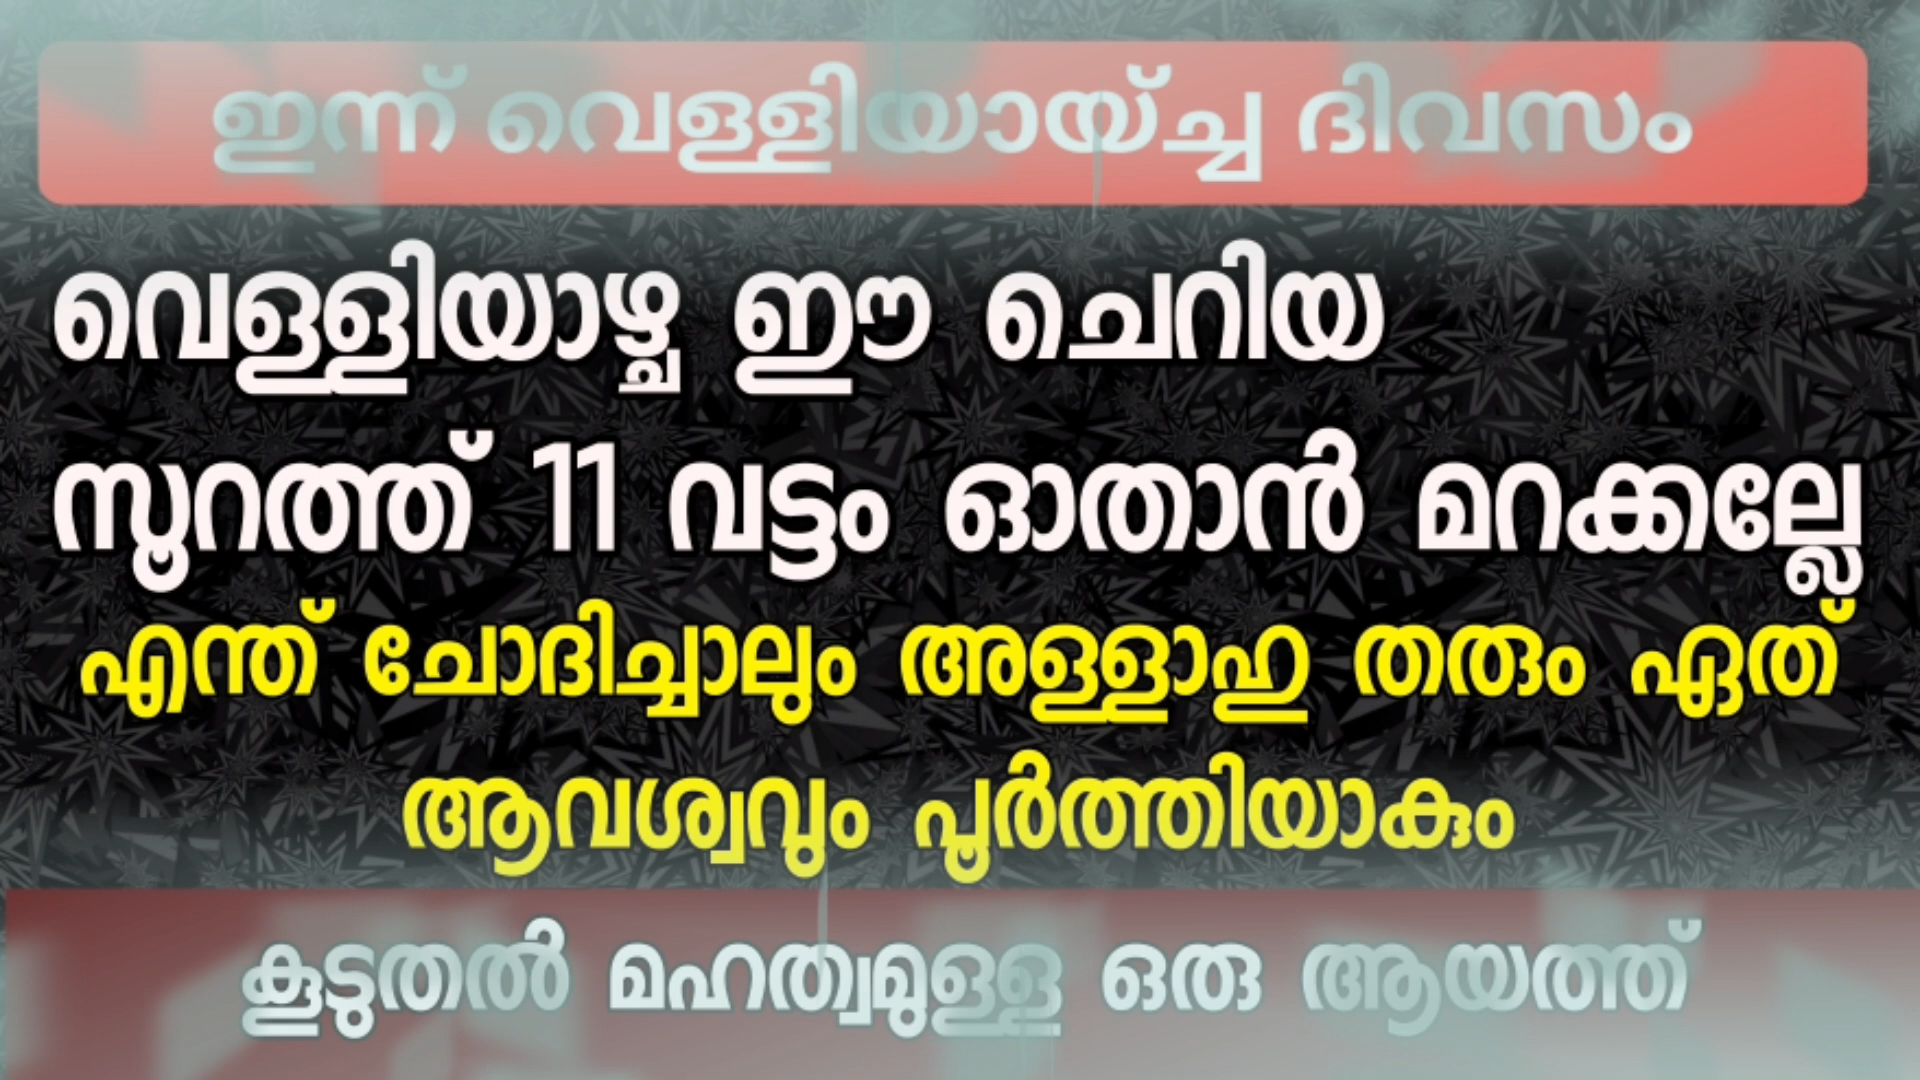 ഇന്ന് വെള്ളിയായ്ച്ച ദിവസം
വെള്ളിയാഴ്ച ഈ ചെറിയ
സൂറത്ത് 11 വട്ടം ഓതാൻ മറക്കല്ലേ
എന്ത് ചോദിച്ചാലും അള്ളാഹു തരും ഏത്
ആവശ്വവും പൂർത്തിയാകും
കൂടുതൽ മഹത്വമുള്ള ഒരു ആയത്ത്